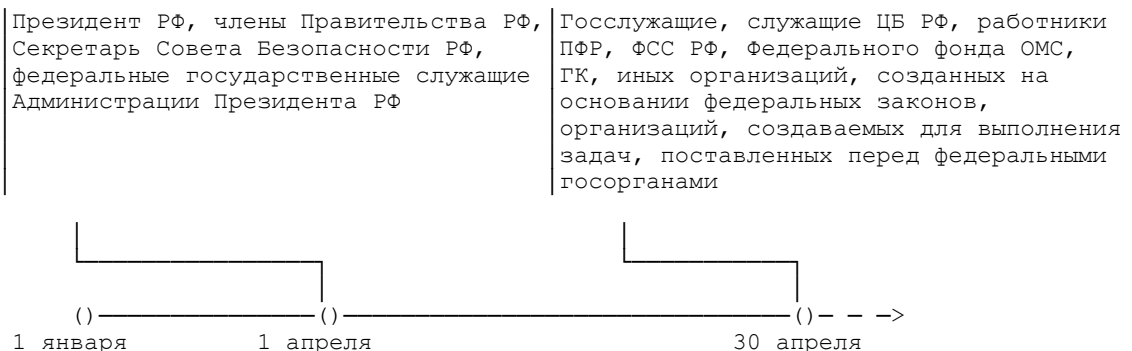 Президент РФ, члены Правительства РФ,
Секретарь Совета Безопасности РФ,
федеральные государственные служащие
Администрации Президента РФ
Госслужащие, служащие ЦБ РФ, работники
ПФР, ФСС РФ, Федерального фонда ОМС,
ГК, иных организаций, созданных на
основании федеральных законов,
организаций, создаваемых для выполнения
задач, поставленных перед федеральными
госорганами
1 января 1 апреля 30 апреля